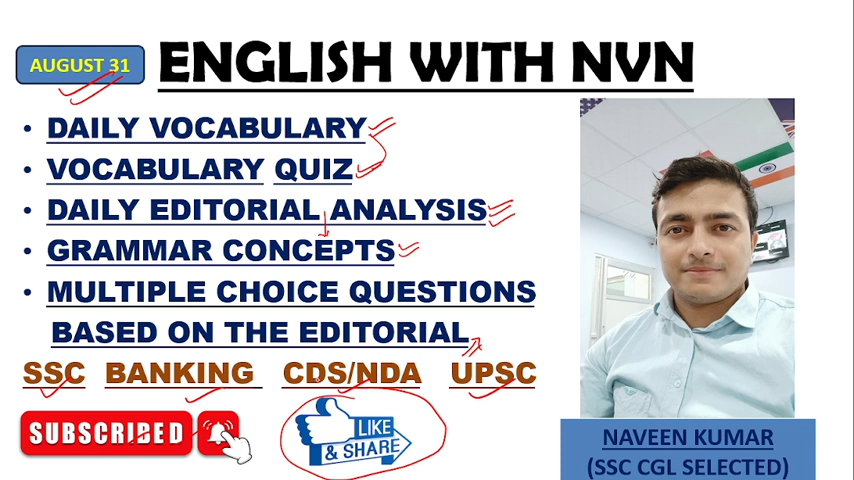 AUGUST 31
ENGLISH WITH NVN
• DAILY VOCABULARY
• VOCABULARY QUIZ
• DAILY EDITORIAL ANALYSIS
• GRAMMAR CONCEPTS
• MULTIPLE CHOICE QUESTIONS
BASED ON THE EDITORIAL
SSC BANKING CDS/NDA UPSC
SUBSCRIBED
LIKE
& SHARE
NAVEEN KUMAR
(SSC CGL SELECTED)